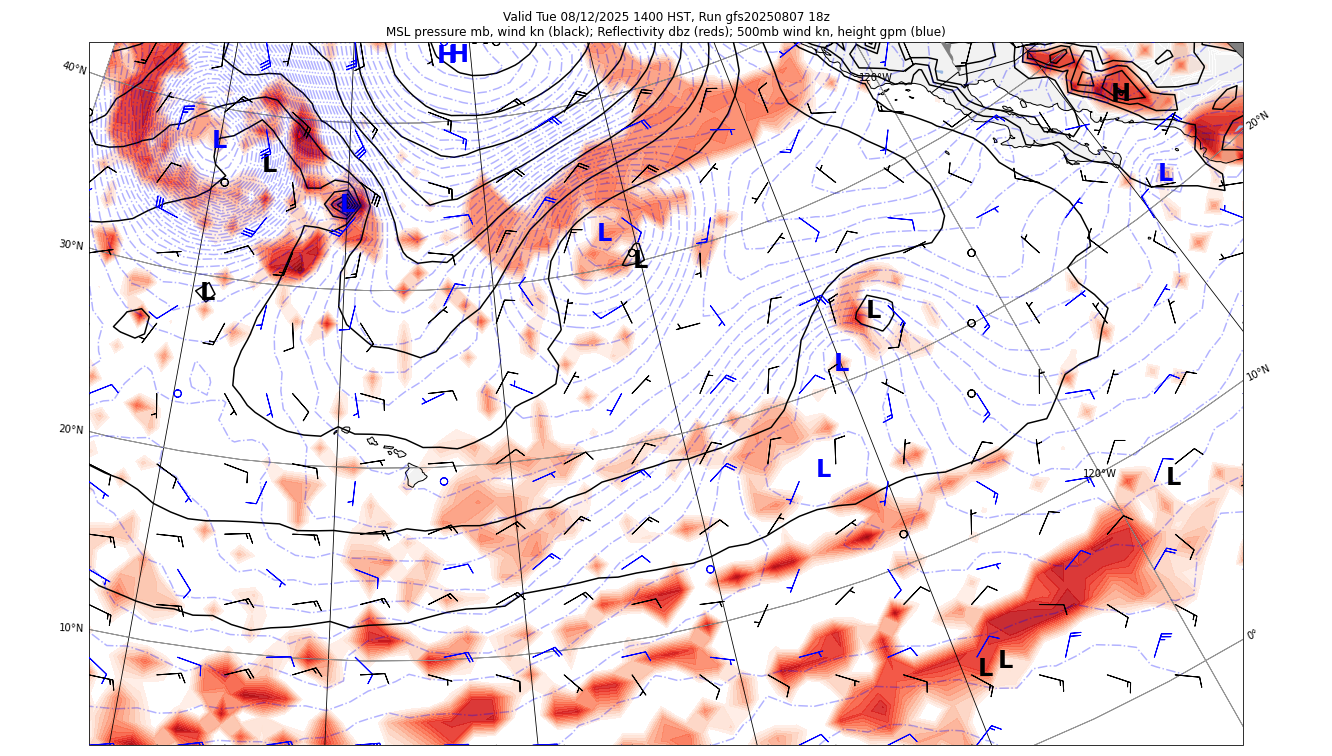 Valid Tue 08/12/2025 1400 HST, Run gfs20250807 18z
MSL pressure mb, wind kn (black); Reflectivity dbz (reds); 500mb wind kn, height gpm (blue)
HH
40°N
120°W
H
20°N
L
L
L
L
L
L
30°N
L
L
L
L
10°N
20°N
L
120°W
L
10°N
0°
L
L